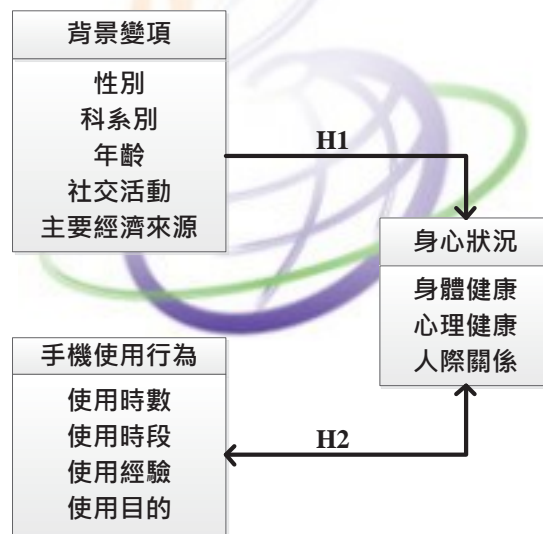 背景變項
性別
科系別
年齡
社交活動
主要經濟來源
H1
身心狀況
身體健康
心理健康
人際關係
手機使用行為
使用時數
使用時段
使用經驗
使用目的
H2